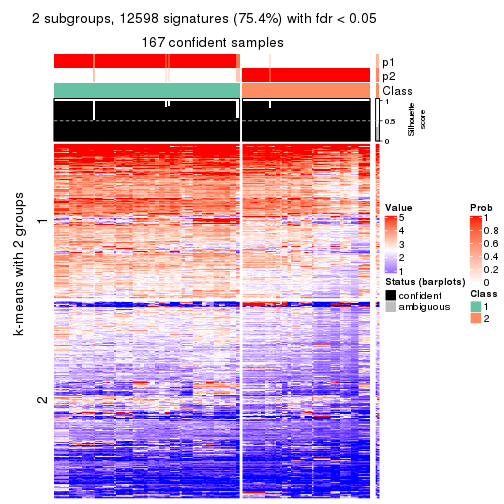 2 subgroups, 12598 signatures (75.4%) with fdr < 0.05
167 confident samples
p1
p2
Class
1
0.5
0
Silhouette
score
k-means with 2 groups
1
2
Value
5
4
3
2
1
Prob
1
0.8
0.6
0.4
0.2
0
Status (barplots)
confident
ambiguous
Class
1
2